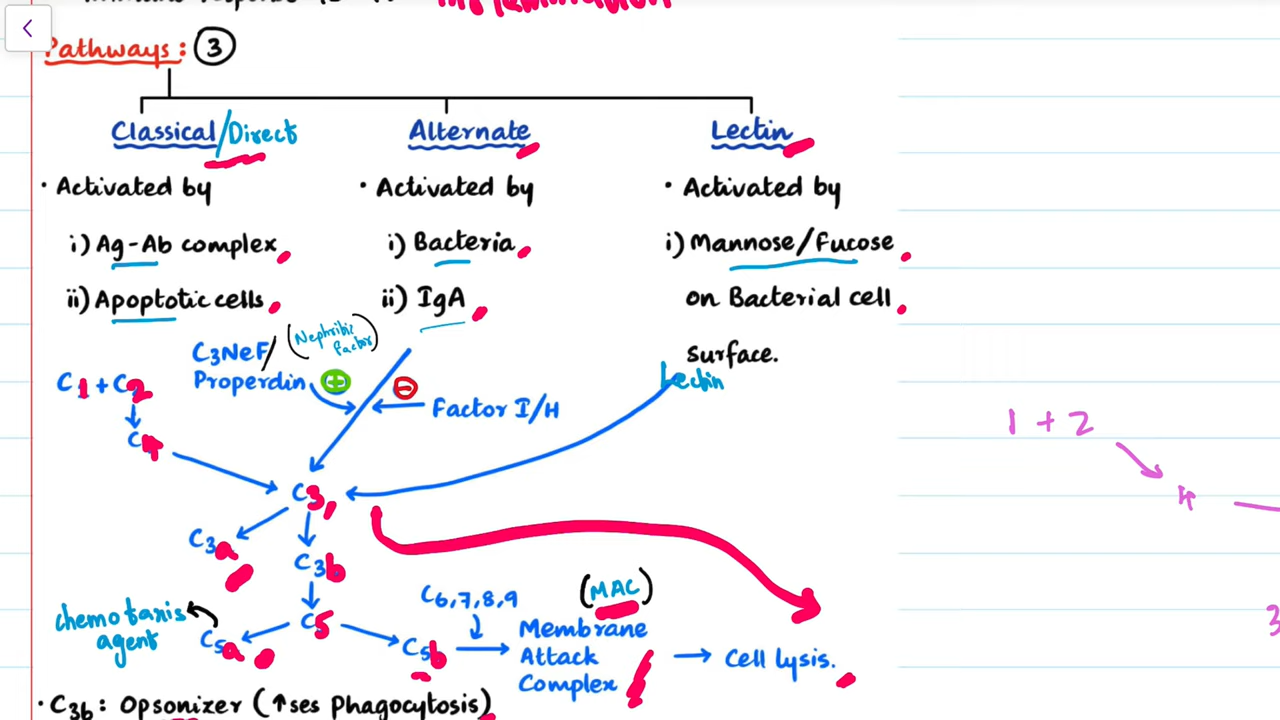 Pathways : 3
Classical/Direct
Alternate
Lectin
• Activated by
i) Ag-Ab complex
ii) Apoptotic cells
• Activated by
i) Bacteria
ii) IgA
• Activated by
i) Mannose/Fucose
on Bacterial cell
surface.
Lectin
C3NeF/ (Nephritic
Factor)
Properdin +
- Factor I/H
C1 + C2
C4
C3
C3a
C3b
C5
chemotaxis
agent
C5a
C5b
C6,7,8,9
(MAC)
Membrane
Attack
Complex
Cell lysis.
• C3b : Opsonizer (↑ses Phagocytosis)
1 + 2
4
3